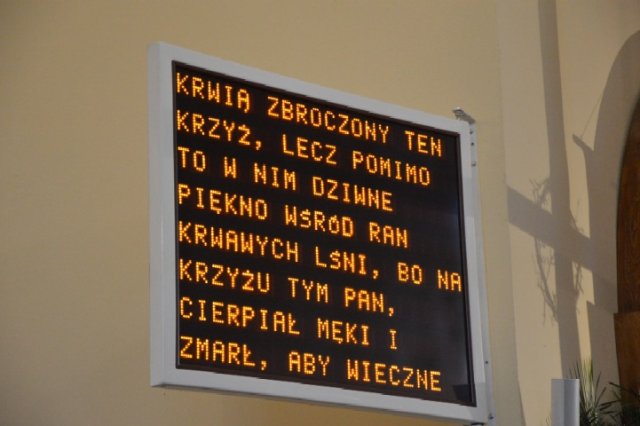 KRWIĄ ZBROCZONY TEN
KRZYŻ, LECZ POMIMO
TO W NIM DZIWNE
PIĘKNO WŚRÓD RAN
KRWAWYCH LŚNI, BO NA
KRZYŻU TYM PAN,
CIERPIAŁ MĘKI I
ZMARŁ, ABY WIECZNE